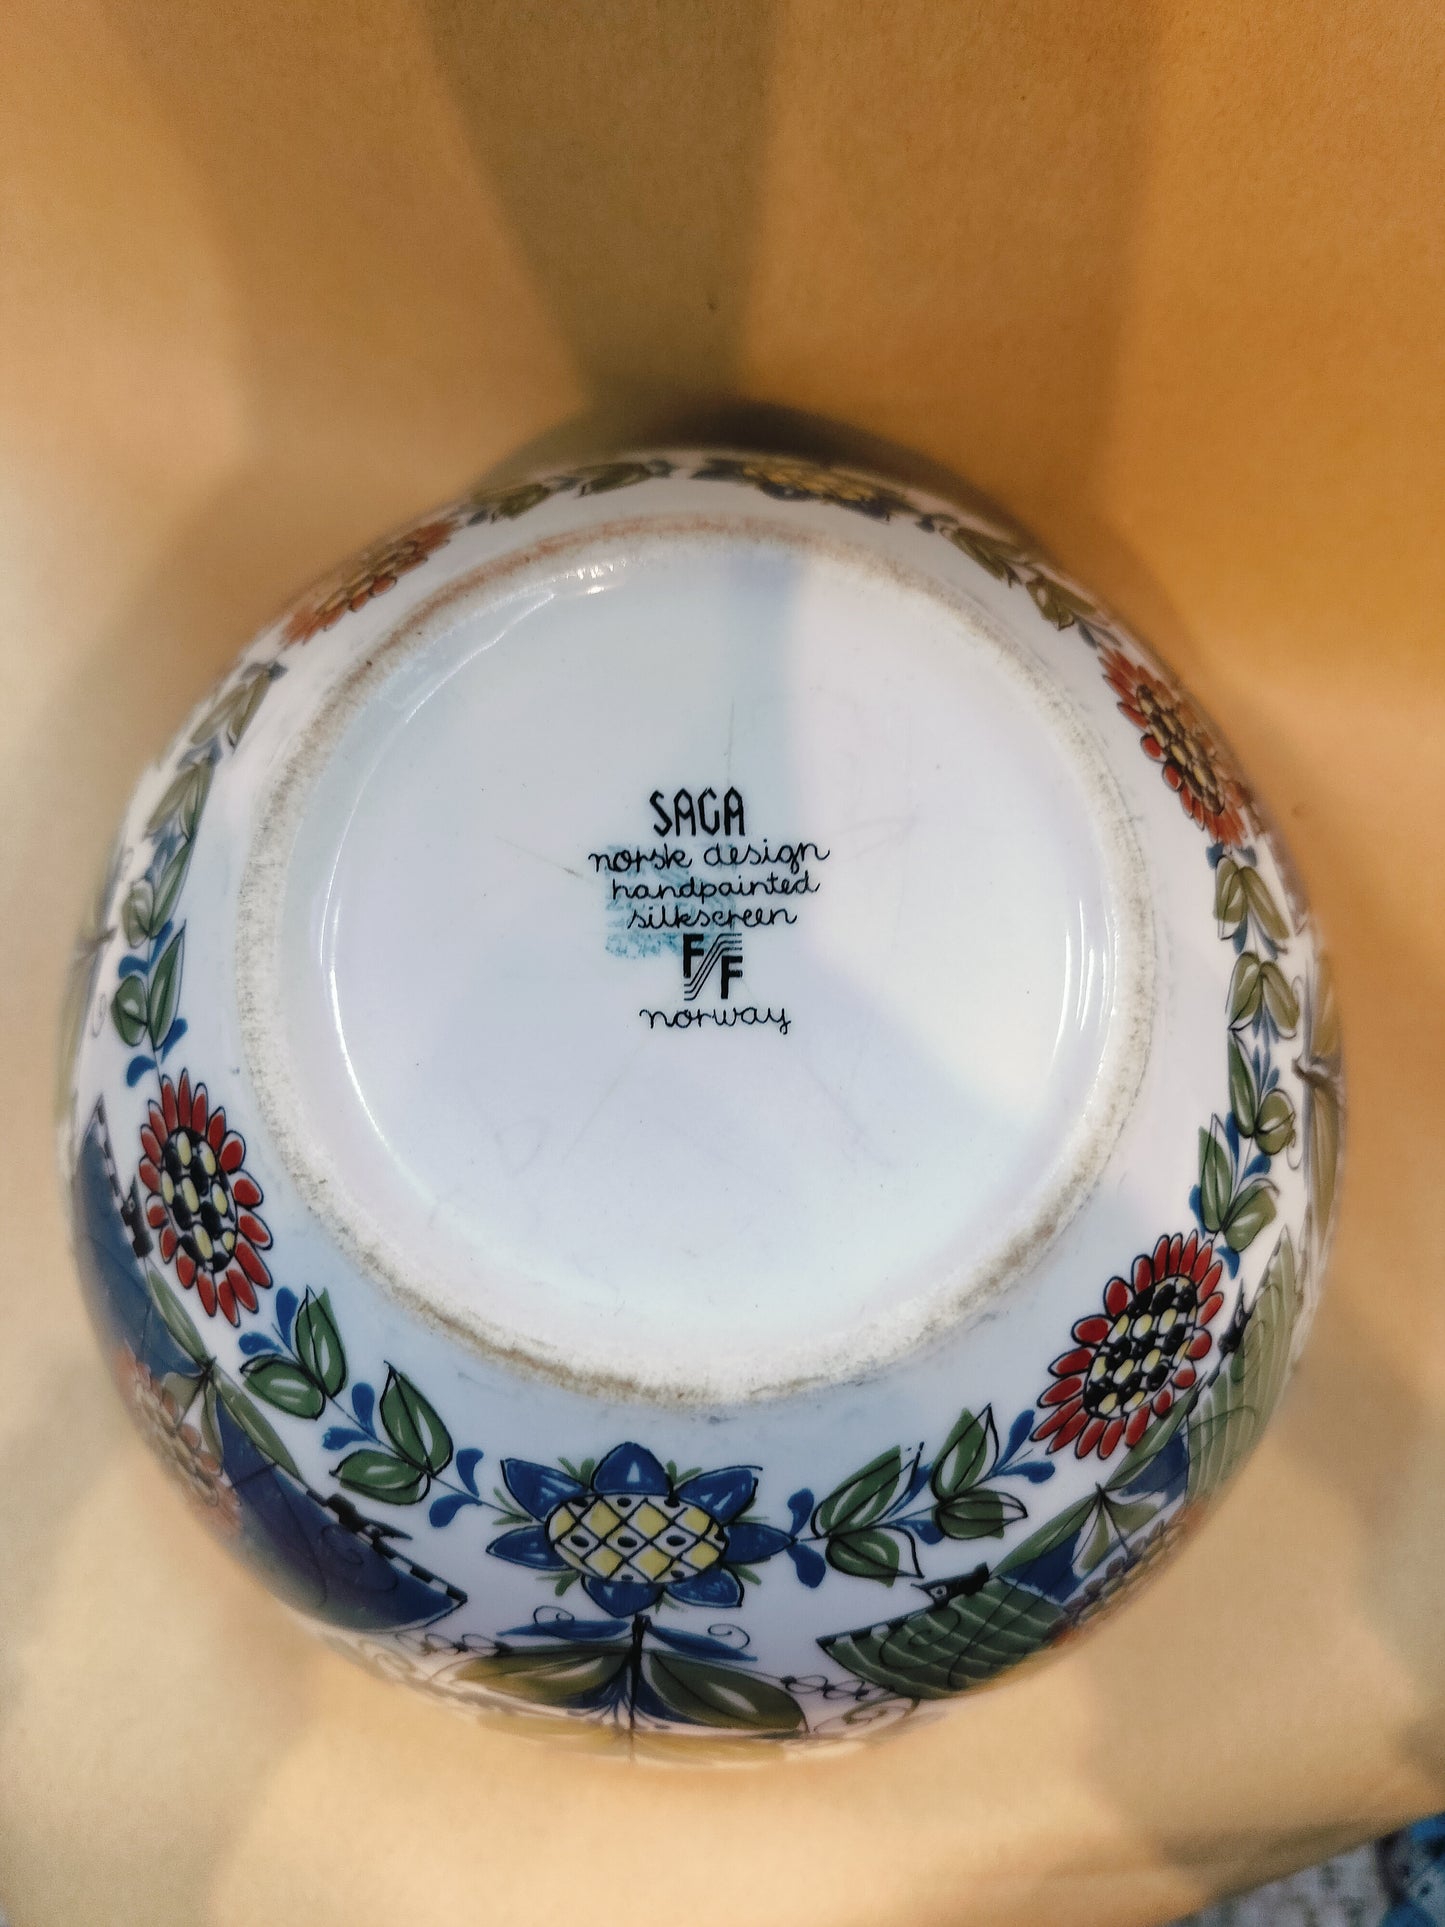 SAGA
norsk design
handpainted
silkscreen
F/F
norway